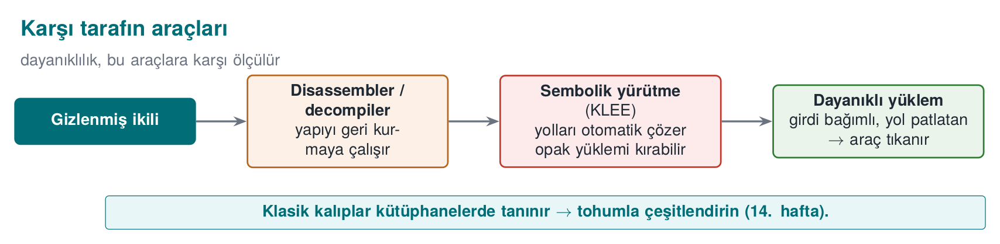 Karşı tarafın araçları
dayanıklılık, bu araçlara karşı ölçülür
Gizlenmiş ikili
Disassembler /
decompiler
yapıyı geri kur-
maya çalışır
Sembolik yürütme
(KLEE)
yolları otomatik çözer
opak yüklemi kırabilir
Dayanıklı yüklem
girdi bağımlı, yol patlatan
→ araç tıkanır
Klasik kalıplar kütüphanelerde tanınır → tohumla çeşitlendirin (14. hafta).